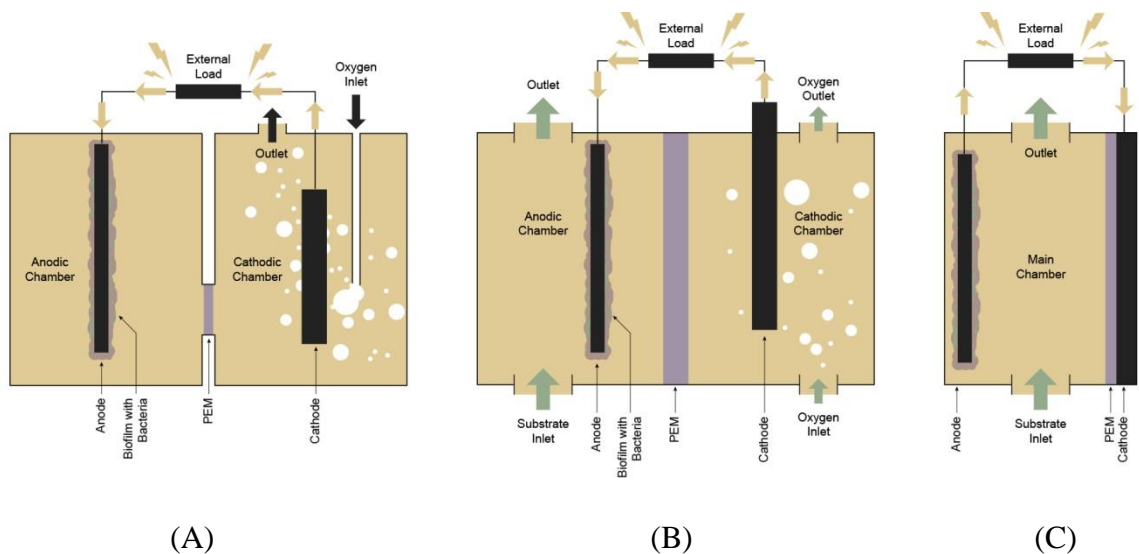 External
Load
Oxygen
Inlet
Outlet
Anodic
Chamber
Cathodic
Chamber
Anode
Biofilm with
Bacteria
PEM
Cathode
(A)
External
Load
Outlet
Oxygen
Outlet
Anodic
Chamber
Cathodic
Chamber
Substrate
Inlet
Anode
Biofilm with
Bacteria
PEM
Cathode
Oxygen
Inlet
(B)
External
Load
Outlet
Main
Chamber
Anode
Substrate
Inlet
PEM
Cathode
(C)